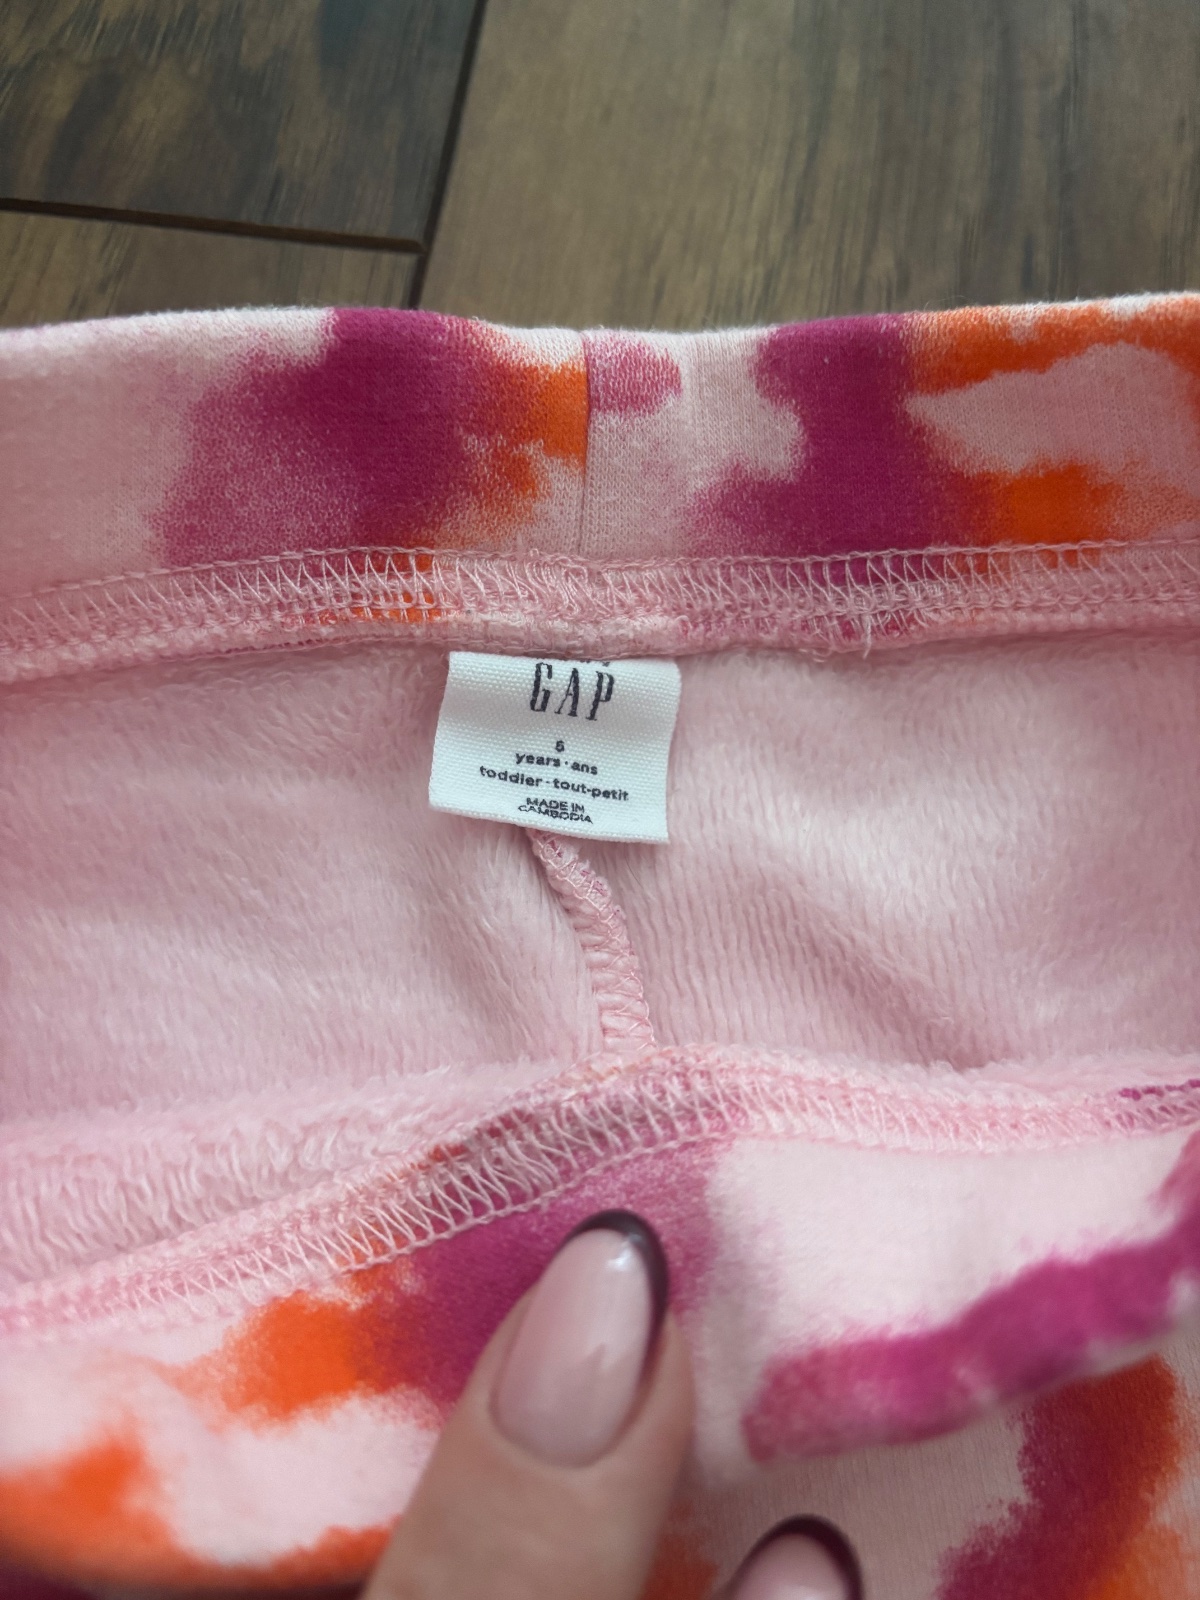 GAP
5
years · ans
toddler · tout-petit
MADE IN
CAMBODIA